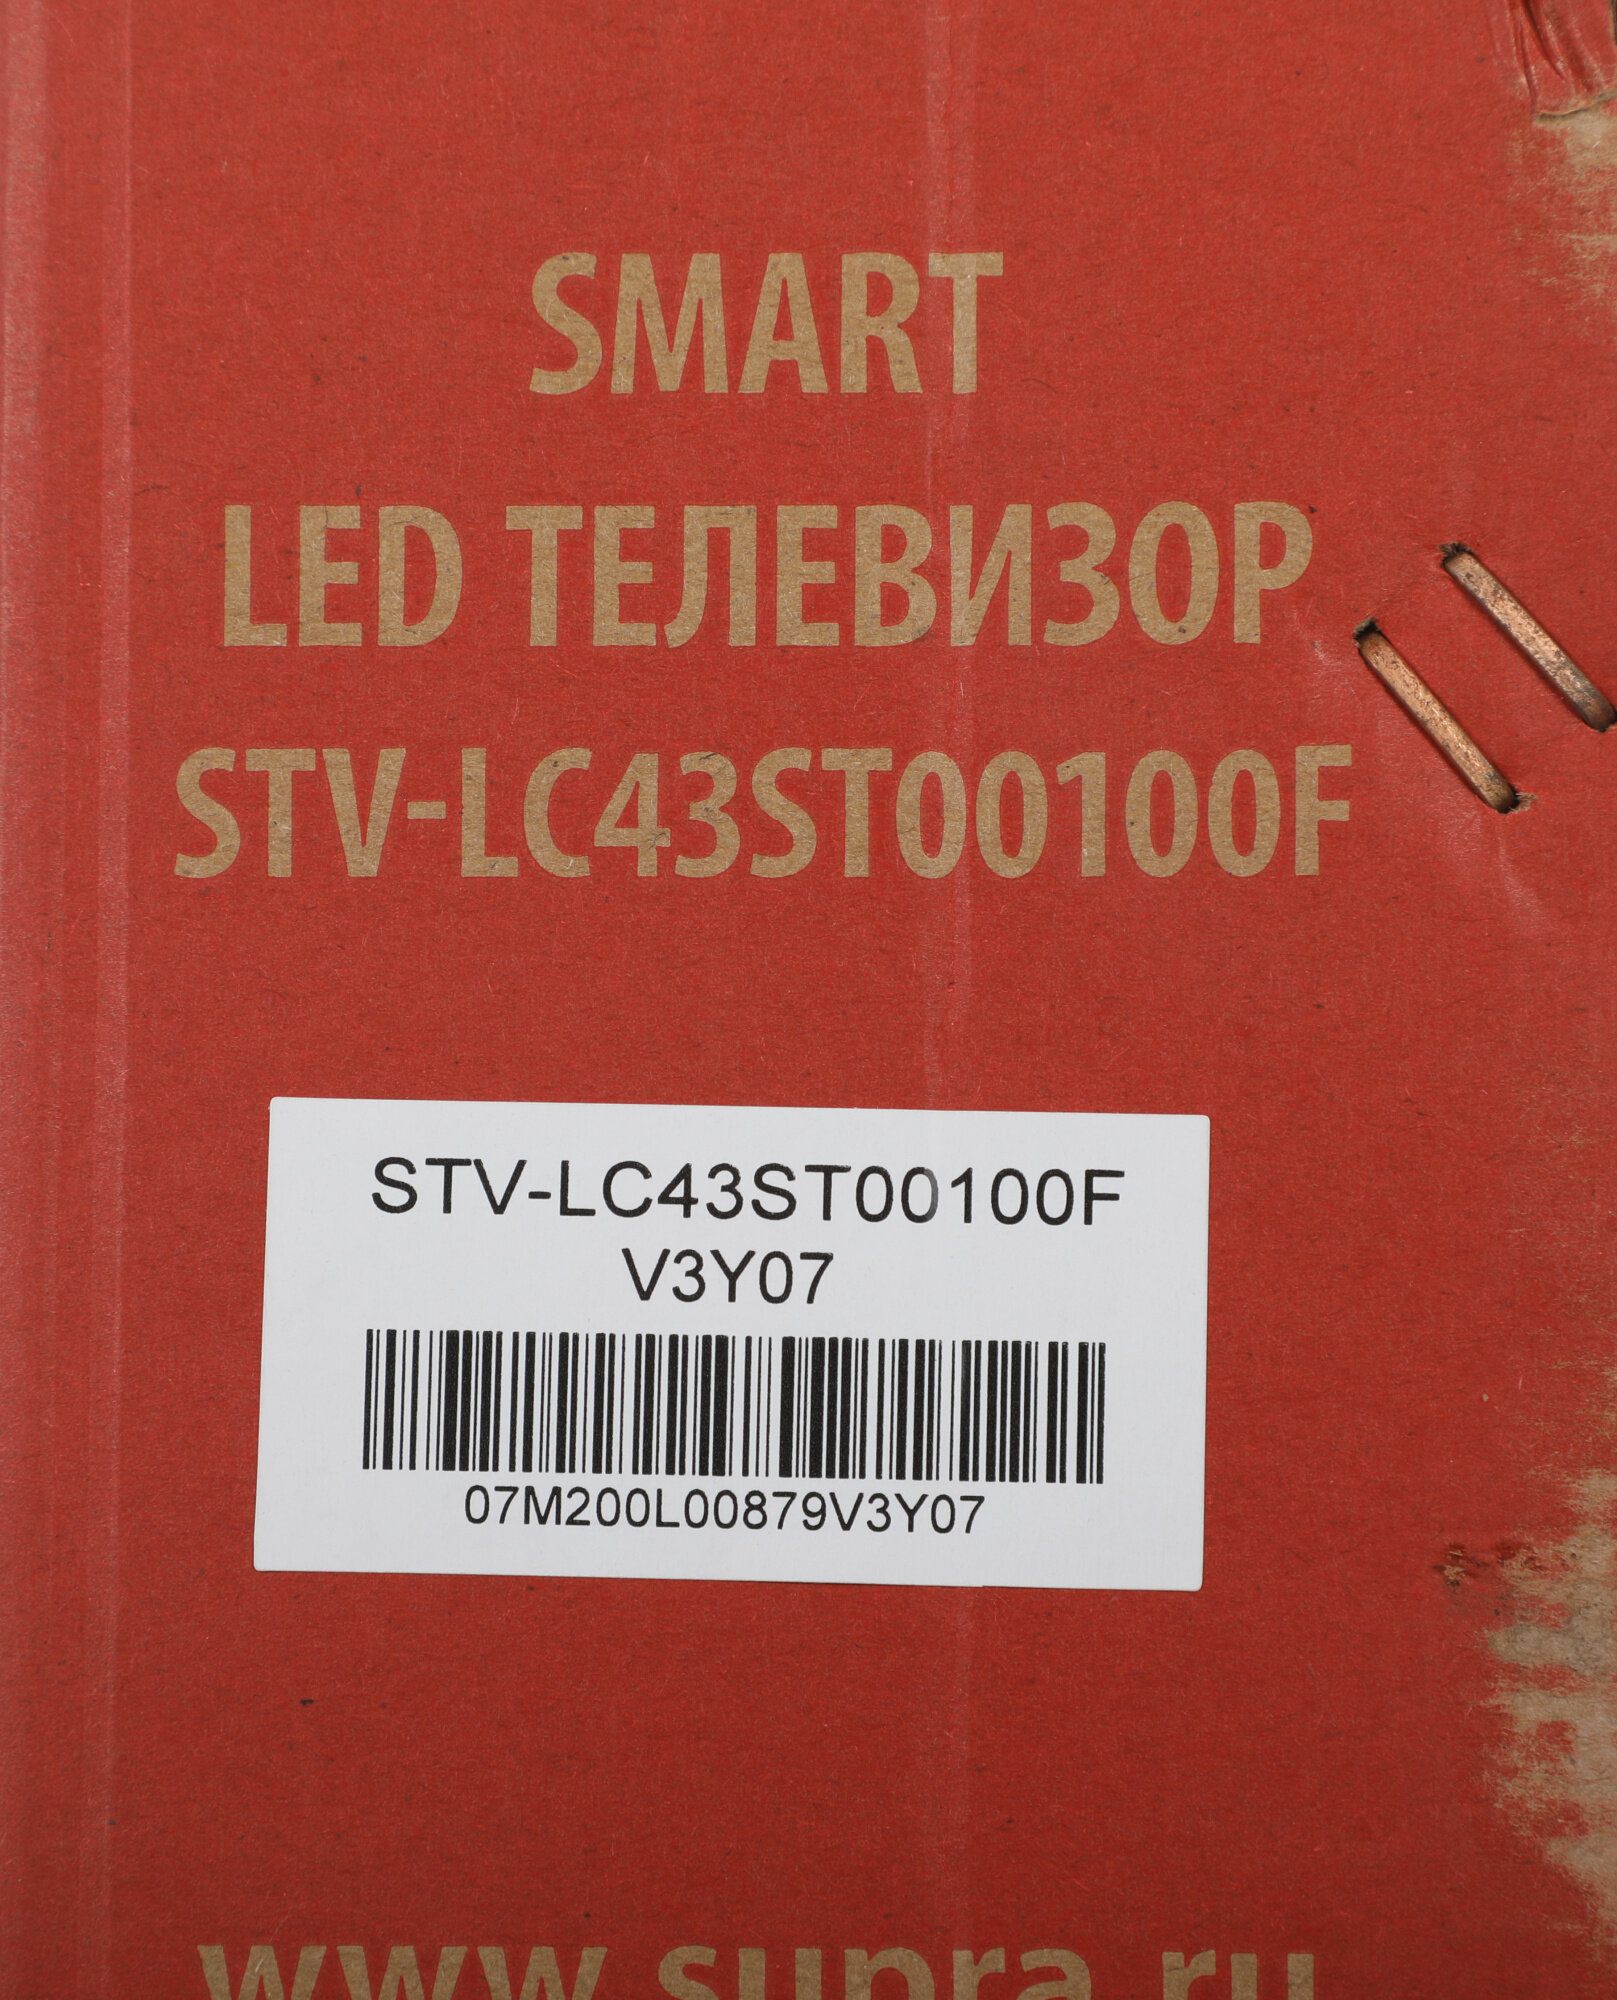 SMART
LED ТЕЛЕВИЗОР
STV-LC43ST00100F
STV-LC43ST00100F
V3Y07
07M200L00879V3Y07
www.supra.ru